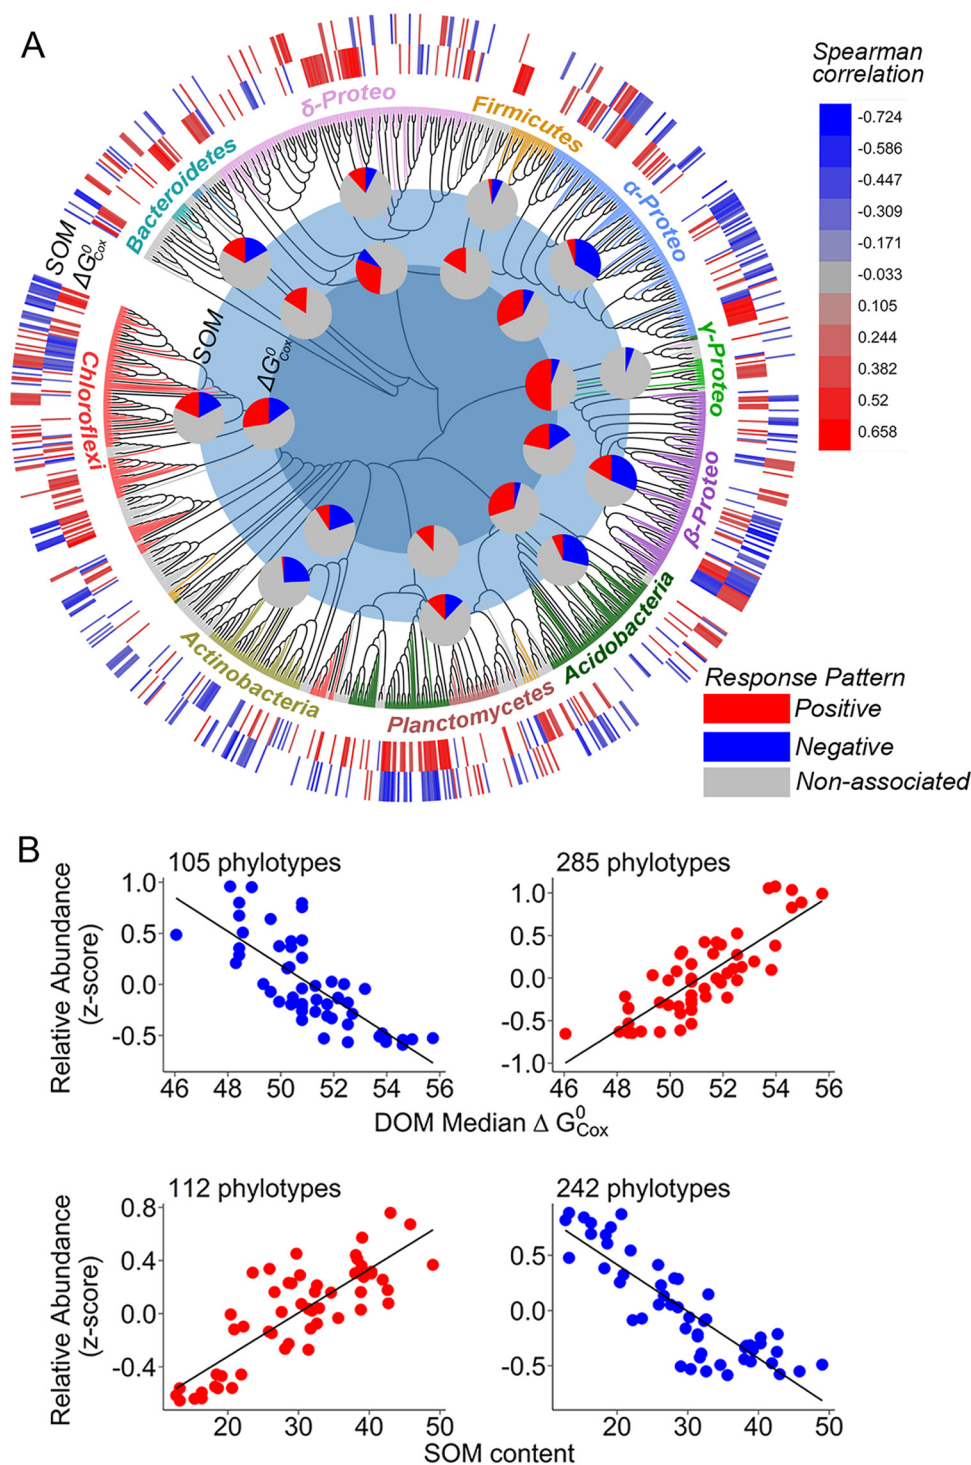 A
Spearman
correlation
-0.724
-0.586
-0.447
-0.309
-0.171
-0.033
0.105
0.244
0.382
0.52
0.658
δ-Proteo
Firmicutes
Bacteroidetes
α-Proteo
SOM
ΔG⁰Cox
SOM
ΔG⁰Cox
γ-Proteo
Chloroflexi
β-Proteo
Acidobacteria
Actinobacteria
Planctomycetes
Response Pattern
Positive
Negative
Non-associated
B
105 phylotypes
285 phylotypes
Relative Abundance
(z-score)
1.0
0.5
0.0
-0.5
46 48 50 52 54 56
1.0
0.5
0.0
-0.5
-1.0
46 48 50 52 54 56
DOM Median Δ G⁰Cox
112 phylotypes
242 phylotypes
Relative Abundance
(z-score)
0.8
0.4
0.0
-0.4
20 30 40 50
0.5
0.0
-0.5
20 30 40 50
SOM content